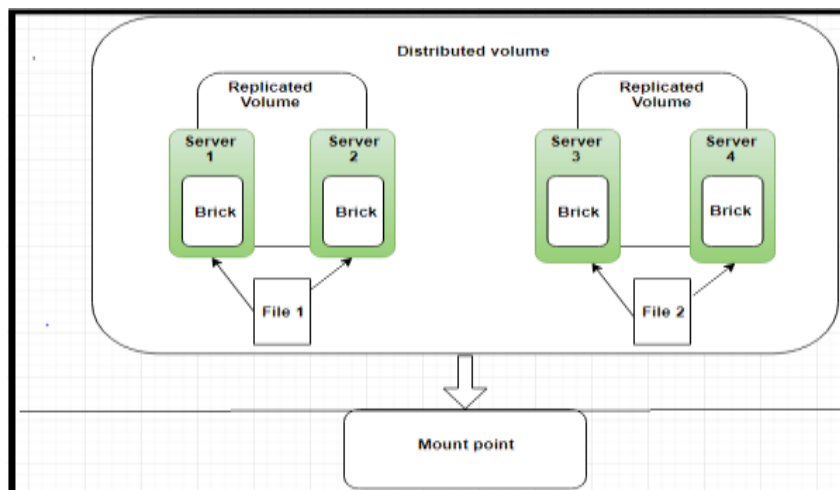 Distributed volume
Replicated
Volume
Replicated
Volume
Server
1
Server
2
Server
3
Server
4
Brick
Brick
Brick
Brick
File 1
File 2
Mount point